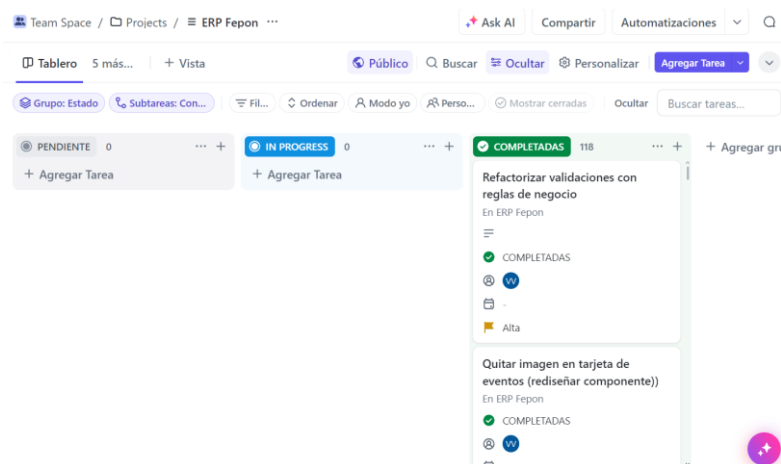 Team Space / Projects / ERP Fepon ...
Ask AI
Compartir
Automatizaciones
Tablero
5 más...
+ Vista
Público
Buscar
Ocultar
Personalizar
Agregar Tarea
Grupo: Estado
Subtareas: Con...
Fil...
Ordenar
Modo yo
Perso...
Mostrar cerradas
Ocultar
Buscar tareas...
PENDIENTE 0 ... +
+ Agregar Tarea
IN PROGRESS 0 ... +
+ Agregar Tarea
COMPLETADAS 118 ... +
+ Agregar gru
Refactorizar validaciones con
reglas de negocio
En ERP Fepon
COMPLETADAS
VV
-
Alta
Quitar imagen en tarjeta de
eventos (rediseñar componente))
En ERP Fepon
COMPLETADAS
VV